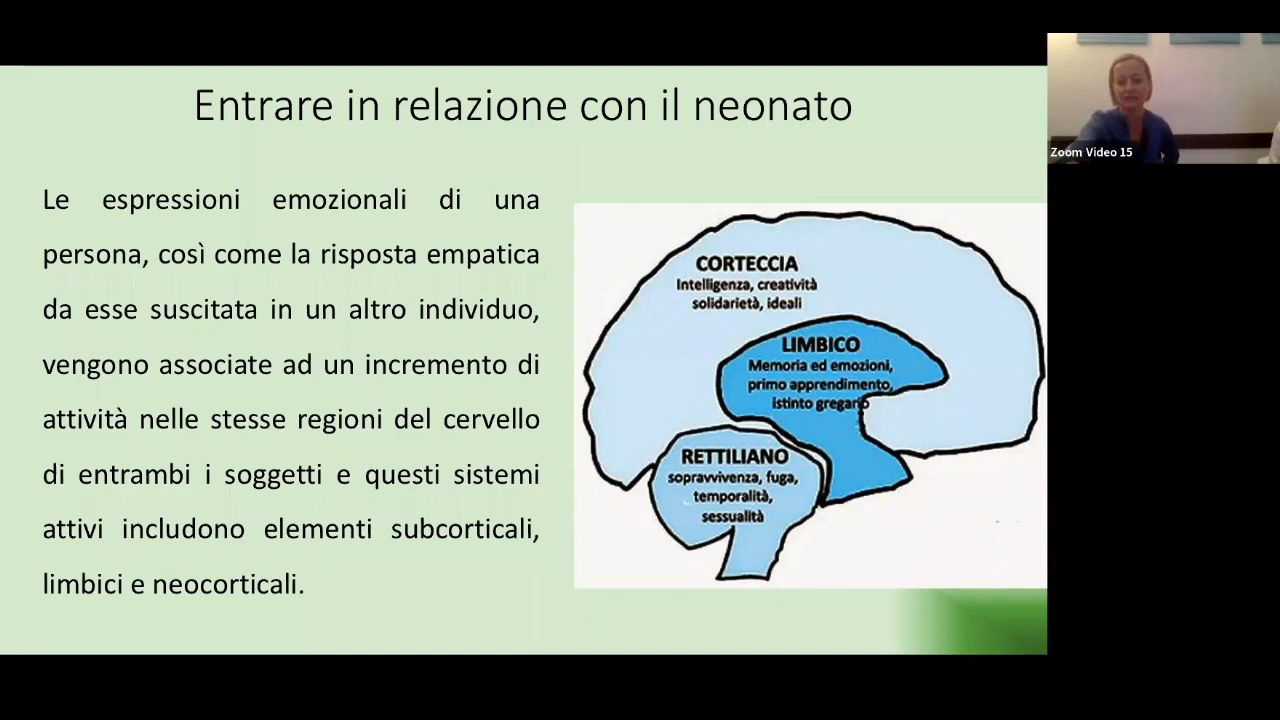 Entrare in relazione con il neonato
Zoom Video 15
Le espressioni emozionali di una
persona, così come la risposta empatica
da esse suscitata in un altro individuo,
vengono associate ad un incremento di
attività nelle stesse regioni del cervello
di entrambi i soggetti e questi sistemi
attivi includono elementi subcorticali,
limbici e neocorticali.
CORTECCIA
Intelligenza, creatività
solidarietà, ideali
LIMBICO
Memoria ed emozioni,
primo apprendimento,
istinto gregario
RETTILIANO
sopravvivenza, fuga,
temporalità,
sessualità